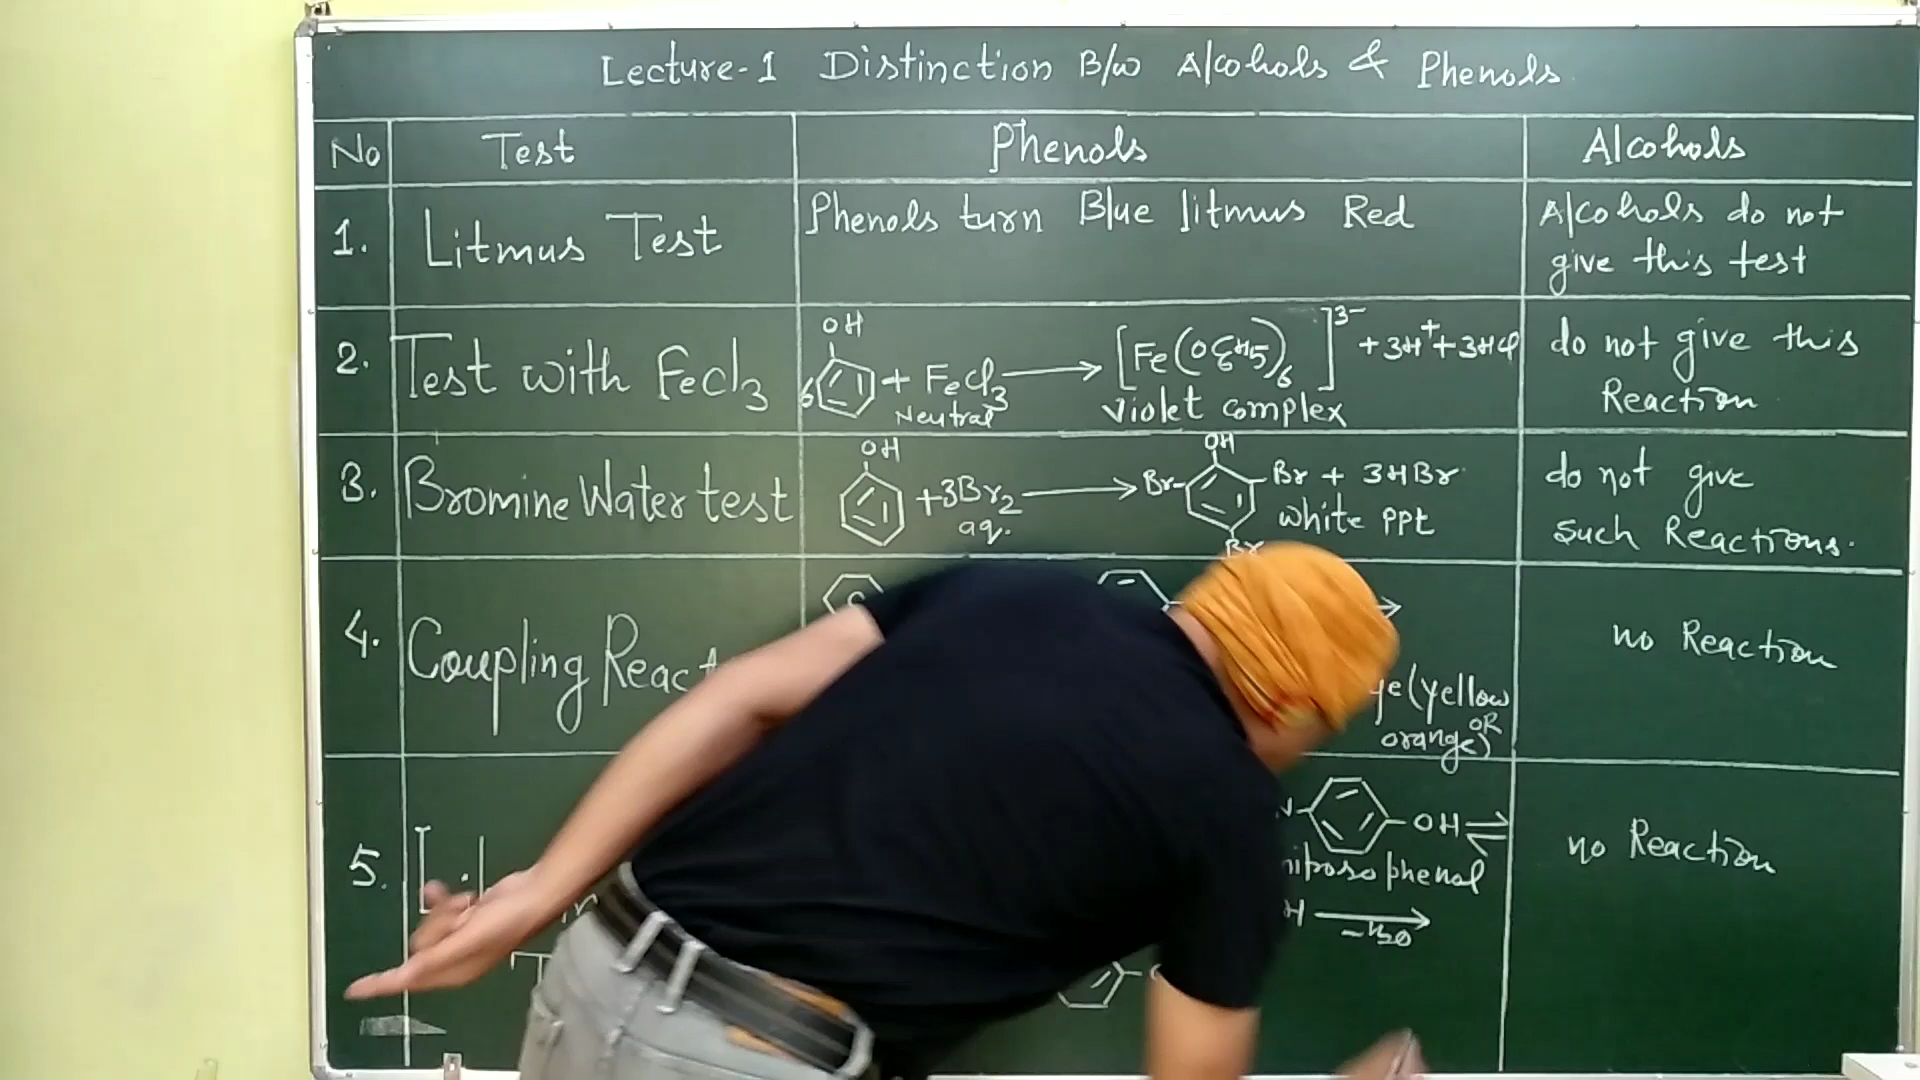 Lecture-1 Distinction B/w Alcohols & Phenols
No Test Phenols Alcohols
1. Litmus Test
Phenols turn Blue litmus Red
Alcohols do not
give this test
2. Test with FeCl3
OH
6 + FeCl3 → [Fe(OC6H5)6]3- + 3H+ + 3HCl
Neutral
Violet complex
do not give this
Reaction
3. Bromine Water test
OH
+3Br2 →
aq.
OH
Br- -Br + 3HBr
white ppt
Br
do not give
such Reactions.
4. Coupling
→
(yellow
OR
orange)
no Reaction
5.
-OH ⇌
phenol
H →
-H2O
no Reaction